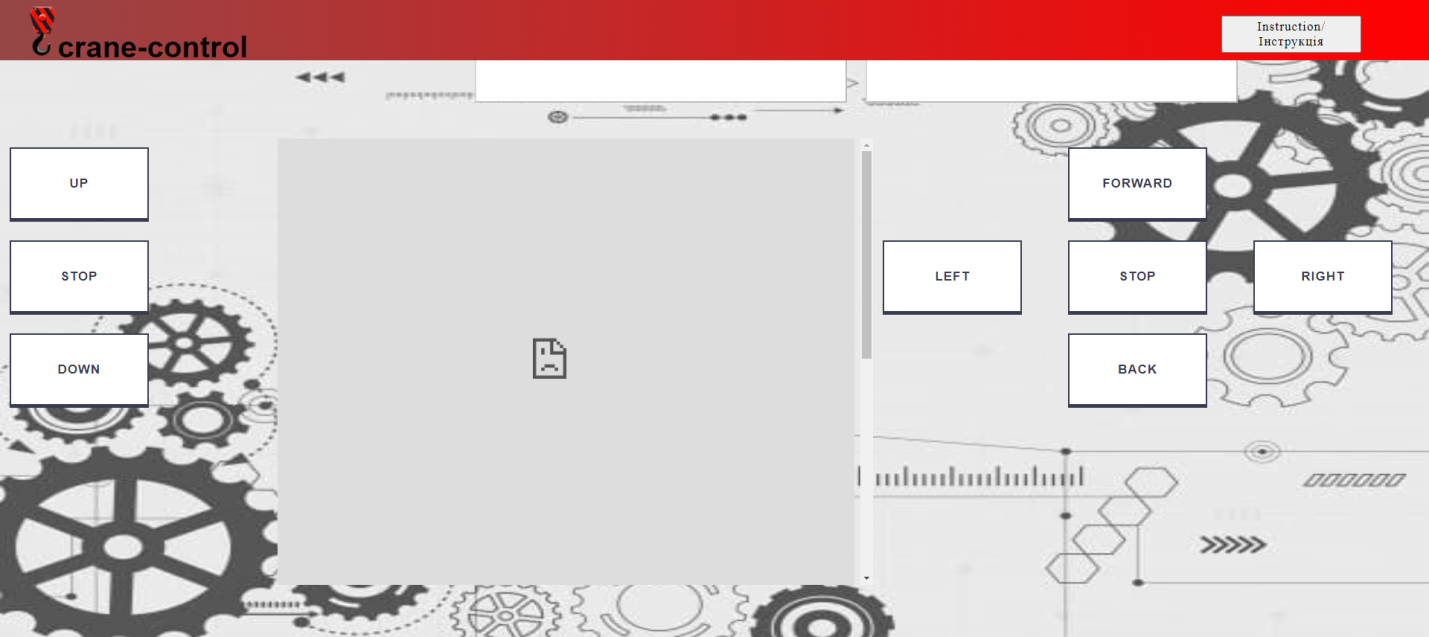 crane-control
Instruction/
Інструкція
UP
FORWARD
STOP
LEFT
STOP
RIGHT
DOWN
BACK